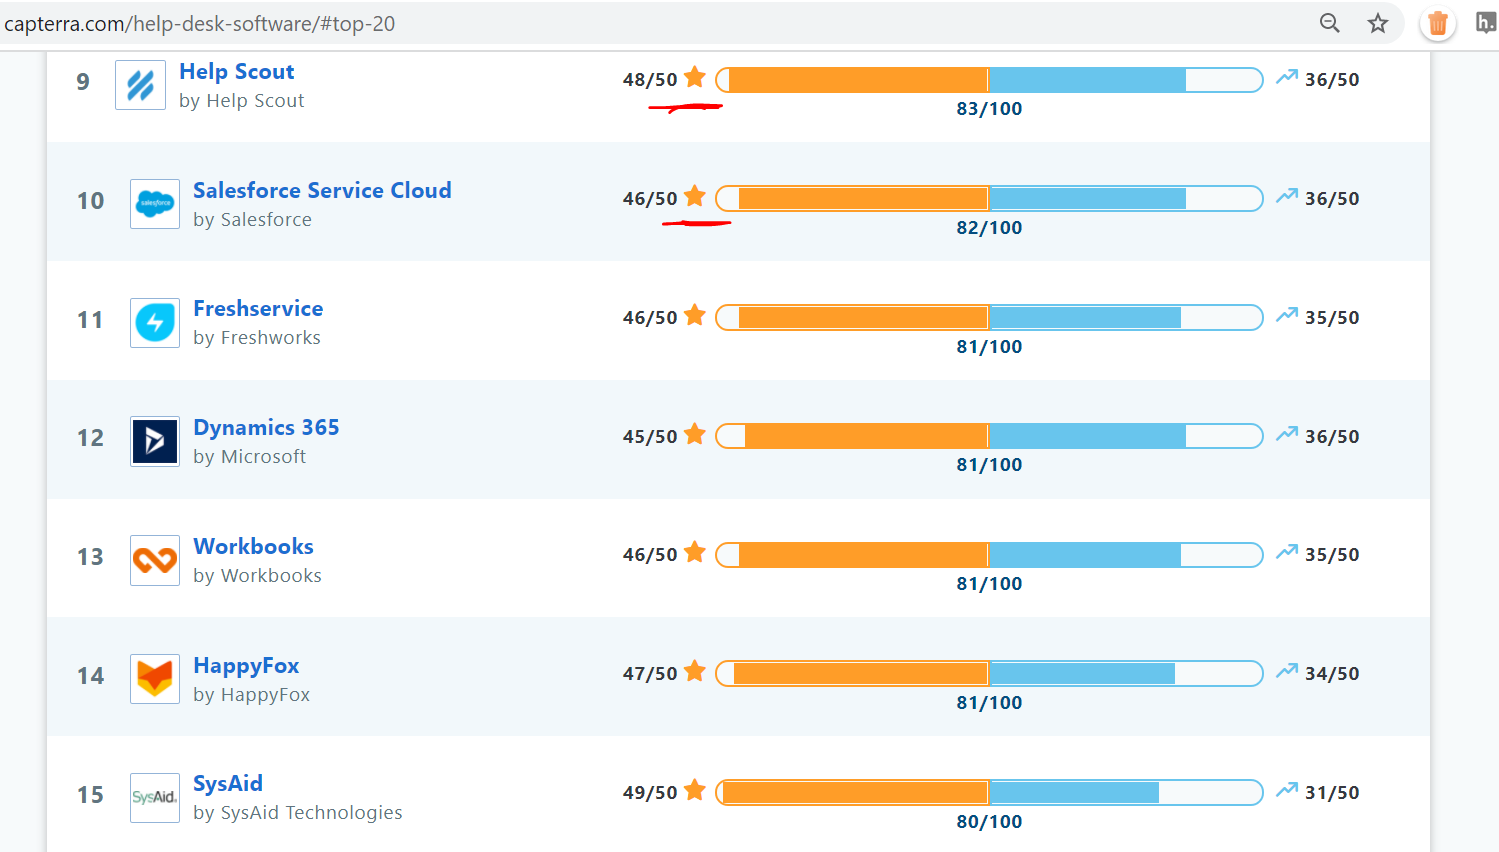 capterra.com/help-desk-software/#top-20
h.
9
Help Scout
by Help Scout
48/50
83/100
36/50
10
salesforce
Salesforce Service Cloud
by Salesforce
46/50
82/100
36/50
11
Freshservice
by Freshworks
46/50
81/100
35/50
12
Dynamics 365
by Microsoft
45/50
81/100
36/50
13
Workbooks
by Workbooks
46/50
81/100
35/50
14
HappyFox
by HappyFox
47/50
81/100
34/50
15
SysAid.
SysAid
by SysAid Technologies
49/50
80/100
31/50